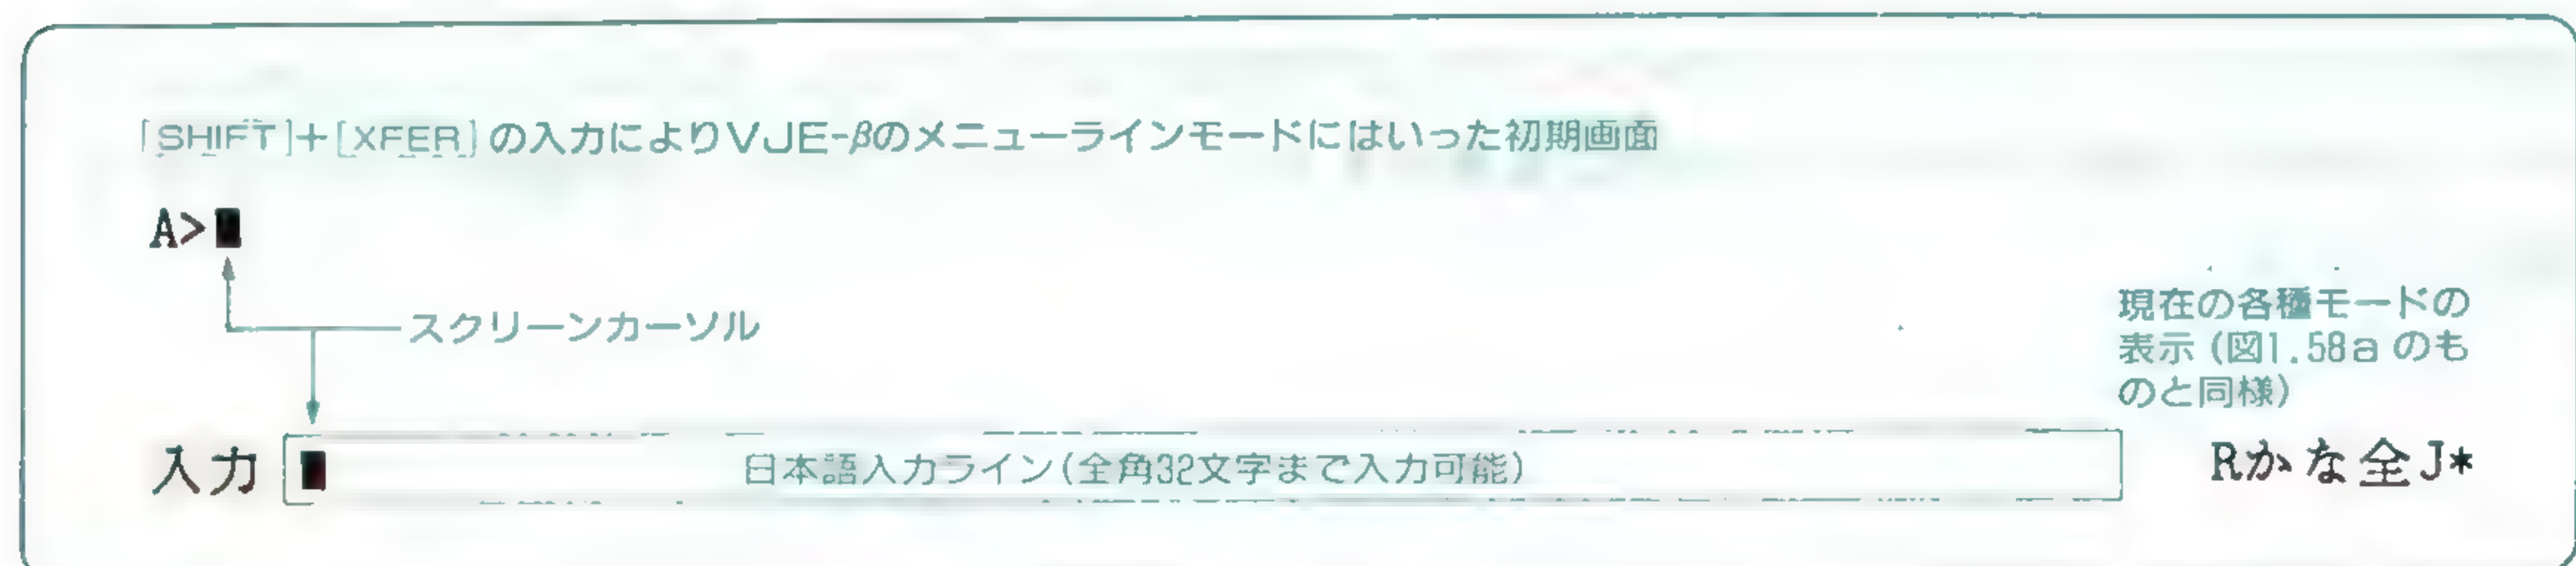 [SHIFT]+[XFER]の入力によりVJE-βのメニューラインモードにはいった初期画面
A>■
スクリーンカーソル
現在の各種モードの
表示(図1.58aのも
のと同様)
入力 ■ 日本語入力ライン(全角32文字まで入力可能) Rかな全J*